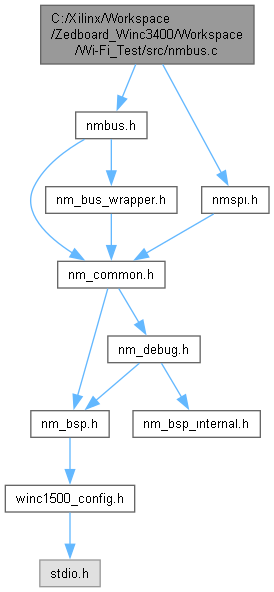 C:/Xilinx/Workspace
/Zedboard_Winc3400/Workspace
/Wi-Fi_Test/src/nmbus.c
nmbus.h
nm_bus_wrapper.h
nmspi.h
nm_common.h
nm_debug.h
nm_bsp.h
nm_bsp_internal.h
winc1500_config.h
stdio.h